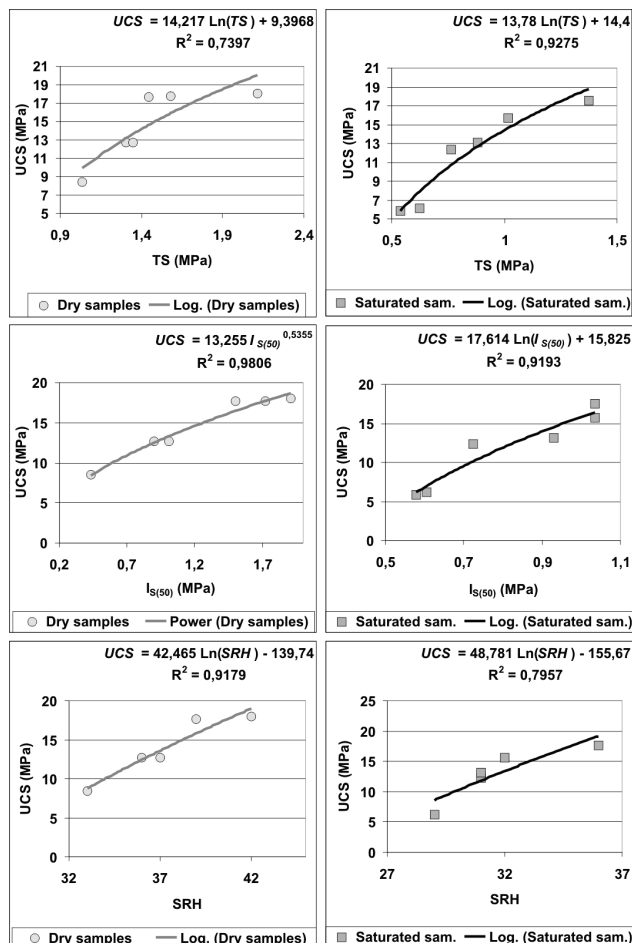 UCS = 14,217 Ln(TS) + 9,3968
R² = 0,7397
21
19
17
15
13
11
9
7
5
UCS (MPa)
0,9 1,4 1,9 2,4
TS (MPa)
Dry samples Log. (Dry samples)
UCS = 13,78 Ln(TS) + 14,4
R² = 0,9275
21
19
17
15
13
11
9
7
5
UCS (MPa)
0,5 1 1,5
TS (MPa)
Saturated sam. Log. (Saturated sam.)
UCS = 13,255 I S(50) 0,5355
R² = 0,9806
20
15
10
5
0
UCS (MPa)
0,2 0,7 1,2 1,7
IS(50) (MPa)
Dry samples Power (Dry samples)
UCS = 17,614 Ln(I S(50)) + 15,825
R² = 0,9193
20
15
10
5
0
UCS (MPa)
0,5 0,7 0,9 1,1
IS(50) (MPa)
Saturated sam. Log. (Saturated sam.)
UCS = 42,465 Ln(SRH) - 139,74
R² = 0,9179
20
15
10
5
0
UCS (MPa)
32 37 42
SRH
Dry samples Log. (Dry samples)
UCS = 48,781 Ln(SRH) - 155,67
R² = 0,7957
25
20
15
10
5
0
UCS (MPa)
27 32 37
SRH
Saturated sam. Log. (Saturated sam.)